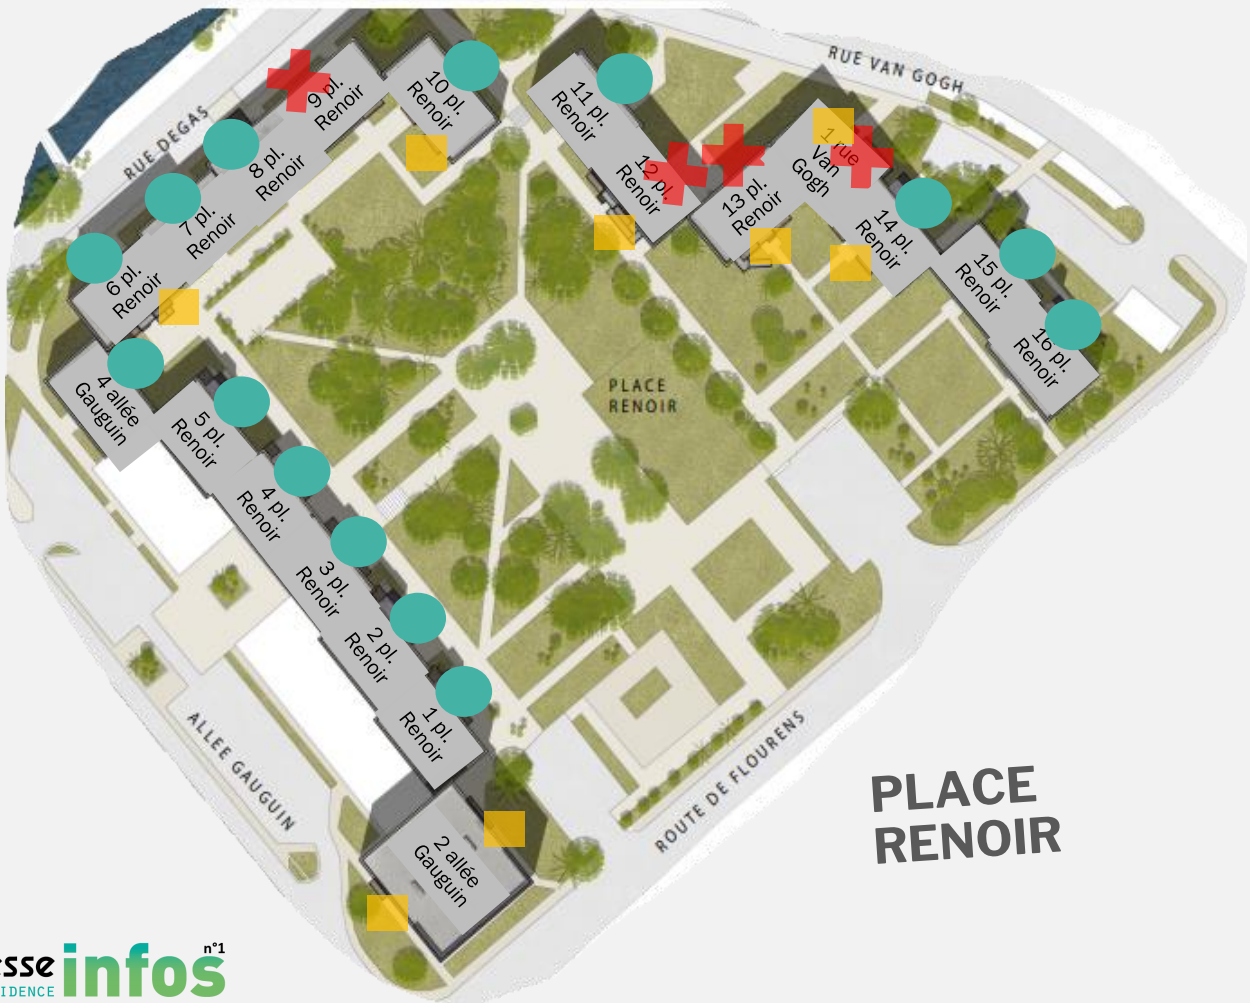 RUE VAN GOGH
RUE DEGAS
9 pl.
Renoir
10 pl.
Renoir
11 pl.
Renoir
12 pl.
Renoir
13 pl.
Renoir
1 rue
Van
Gogh
14 pl.
Renoir
15 pl.
Renoir
16 pl.
Renoir
8 pl.
Renoir
7 pl.
Renoir
6 pl.
Renoir
4 allée
Gauguin
5 pl.
Renoir
4 pl.
Renoir
3 pl.
Renoir
2 pl.
Renoir
1 pl.
Renoir
2 allée
Gauguin
PLACE
RENOIR
ALLEE GAUGUIN
ROUTE DE FLOURENS
PLACE
RENOIR
esse infos n°1
IDENCE